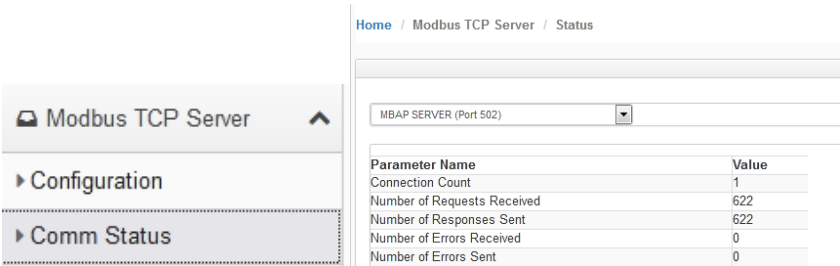 Home / Modbus TCP Server / Status
Modbus TCP Server
Configuration
Comm Status
MBAP SERVER (Port 502)
Parameter Name Value
Connection Count 1
Number of Requests Received 622
Number of Responses Sent 622
Number of Errors Received 0
Number of Errors Sent 0